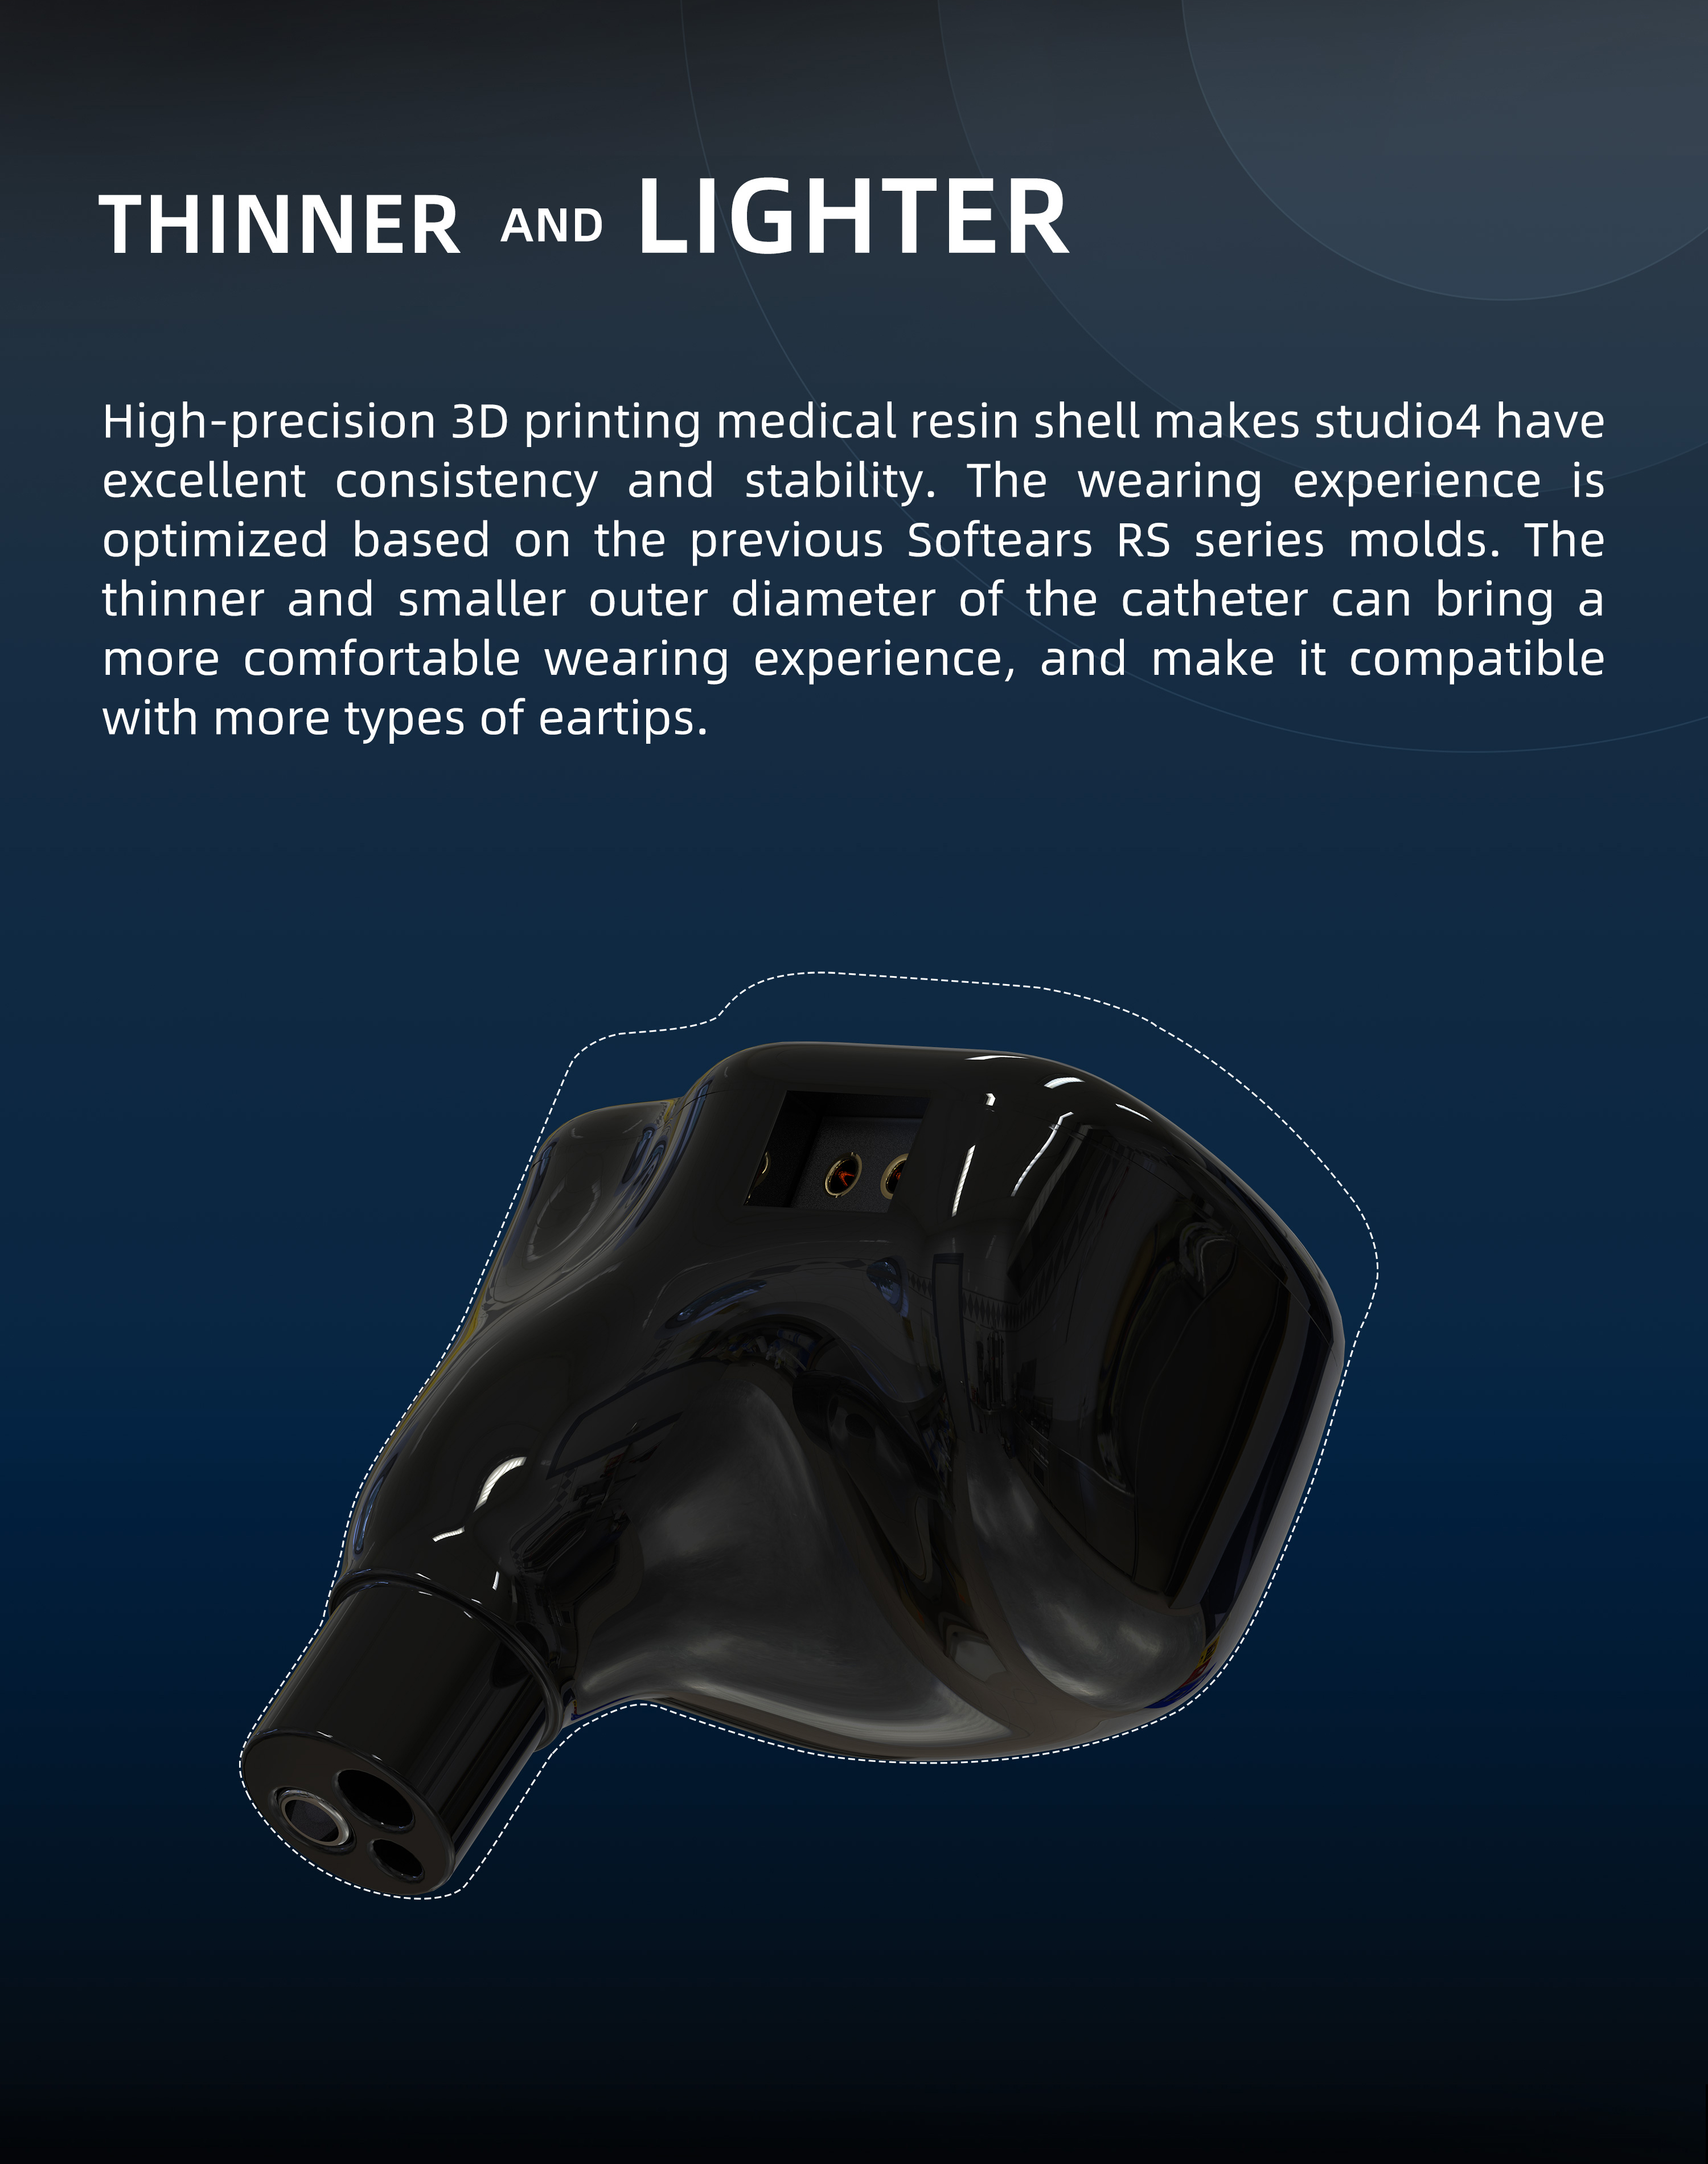 THINNER AND LIGHTER
High-precision 3D printing medical resin shell makes studio4 have
excellent consistency and stability. The wearing experience is
optimized based on the previous Softears RS series molds. The
thinner and smaller outer diameter of the catheter can bring a
more comfortable wearing experience, and make it compatible
with more types of eartips.